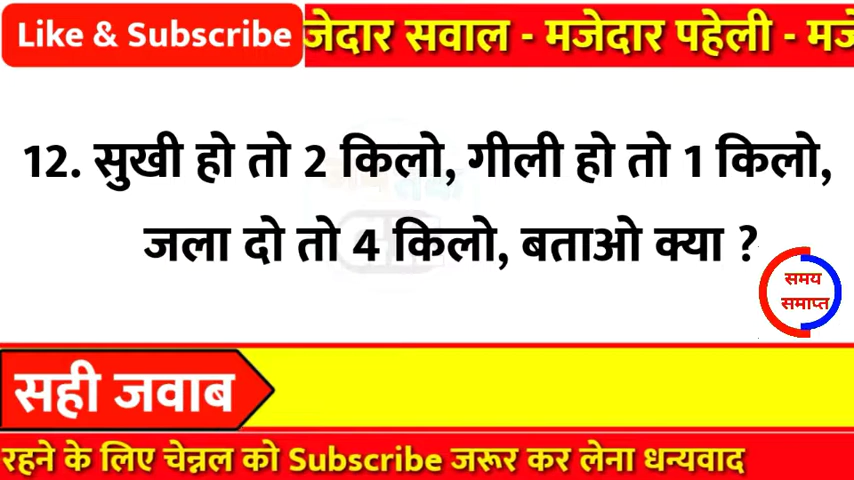 Like & Subscribe जेदार सवाल - मजेदार पहेली - मजे
12. सुखी हो तो 2 किलो, गीली हो तो 1 किलो,
जला दो तो 4 किलो, बताओ क्या ?
समय
समाप्त
सही जवाब
रहने के लिए चेन्नल को Subscribe जरूर कर लेना धन्यवाद